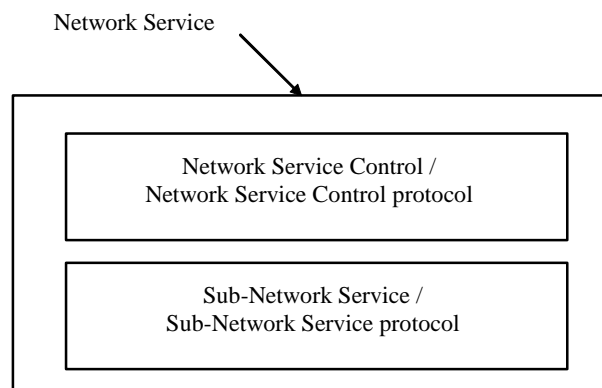 Network Service
Network Service Control /
Network Service Control protocol
Sub-Network Service /
Sub-Network Service protocol